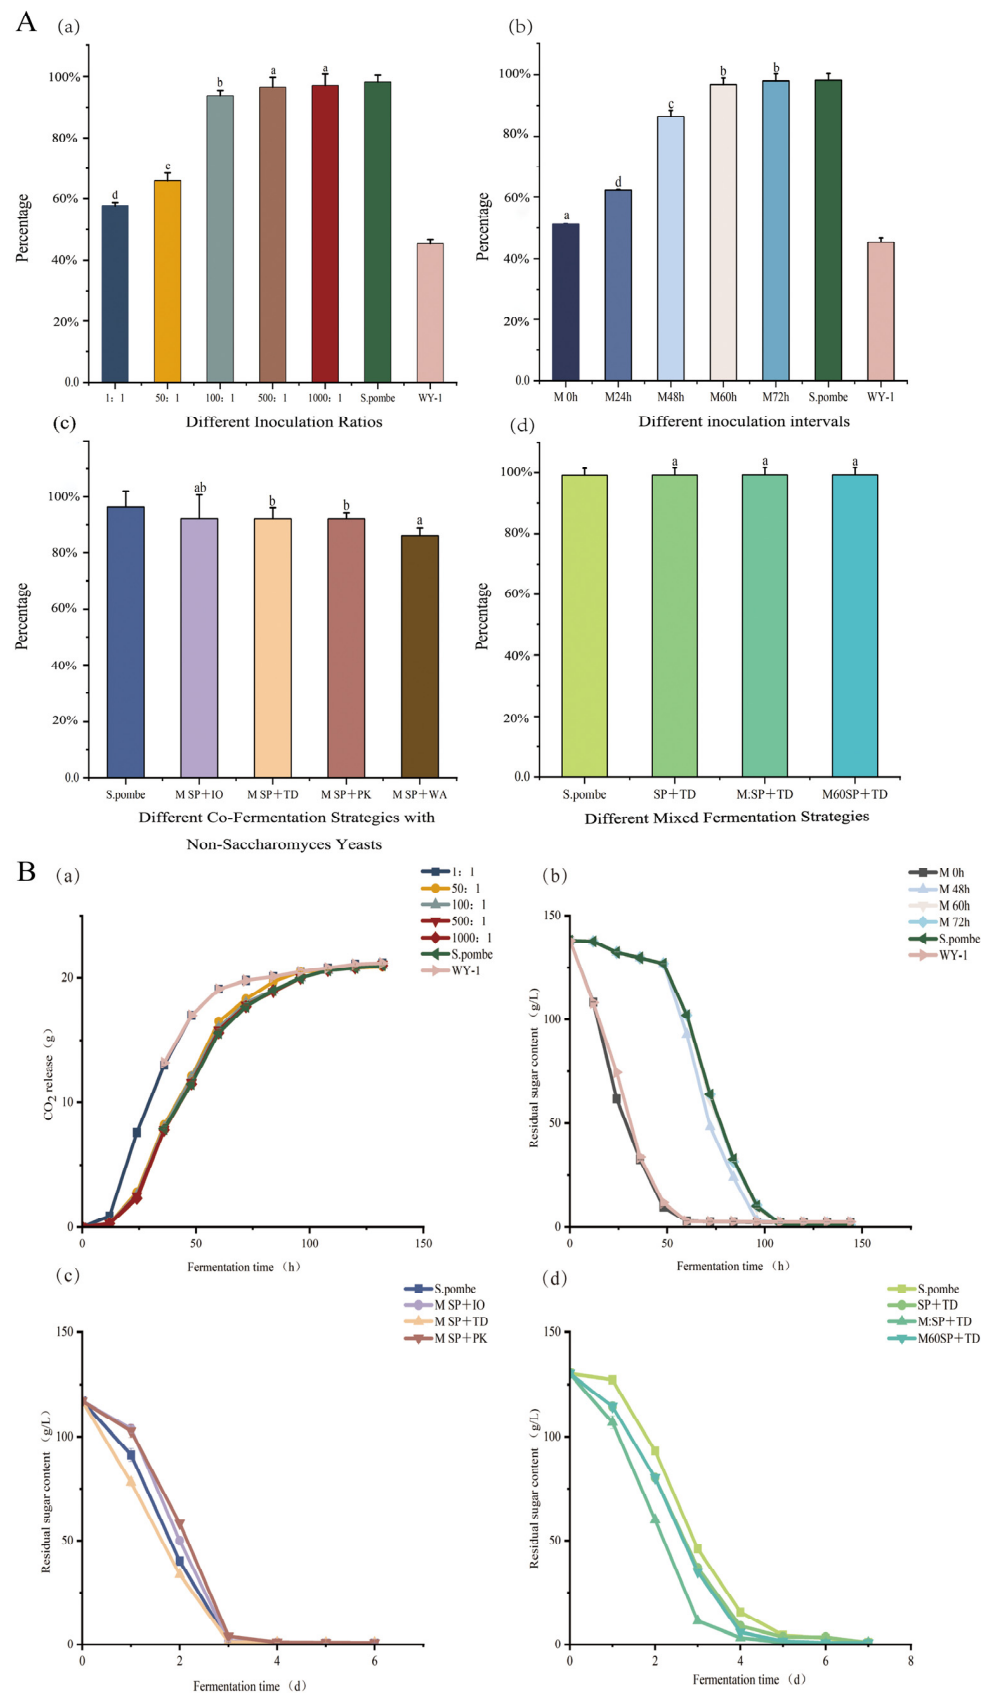 A
(a)
d
c
b
a
a
100%
80%
60%
40%
20%
0.0
Percentage
1：1
50：1
100：1
500：1
1000：1
S.pombe
WY-1
Different Inoculation Ratios
(b)
a
d
c
b
b
100%
80%
60%
40%
20%
0.0
Percentage
M 0h
M24h
M48h
M60h
M72h
S.pombe
WY-1
Different inoculation intervals
(c)
ab
b
b
a
100%
80%
60%
40%
20%
0.0
Percentage
S.pombe
M SP＋IO
M SP＋TD
M SP＋PK
M SP＋WA
Different Co-Fermentation Strategies with
Non-Saccharomyces Yeasts
(d)
a
a
a
100%
80%
60%
40%
20%
0.0
Percentage
S.pombe
SP＋TD
M:SP＋TD
M60SP＋TD
Different Mixed Fermentation Strategies
B
(a)
1：1
50：1
100：1
500：1
1000：1
S.pombe
WY-1
20
10
0
CO2 release（g）
0
50
100
150
Fermentation time（h）
(b)
M 0h
M 48h
M 60h
M 72h
S.pombe
WY-1
150
100
50
0
Residual sugar content（g/L）
0
50
100
150
Fermentation time（h）
(c)
S.pombe
M SP＋IO
M SP＋TD
M SP＋PK
150
100
50
0
Residual sugar content（g/L）
0
2
4
6
Fermentation time（d）
(d)
S.pombe
SP＋TD
M:SP＋TD
M60SP＋TD
150
100
50
0
Residual sugar content（g/L）
0
2
4
6
8
Fermentation time（d）